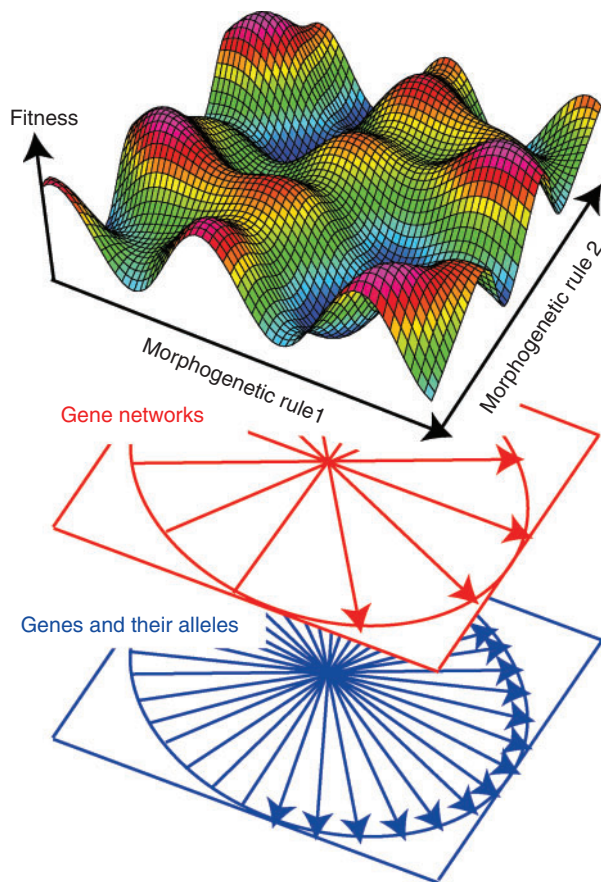 Fitness
Morphogenetic rule1
Morphogenetic rule 2
Gene networks
Genes and their alleles